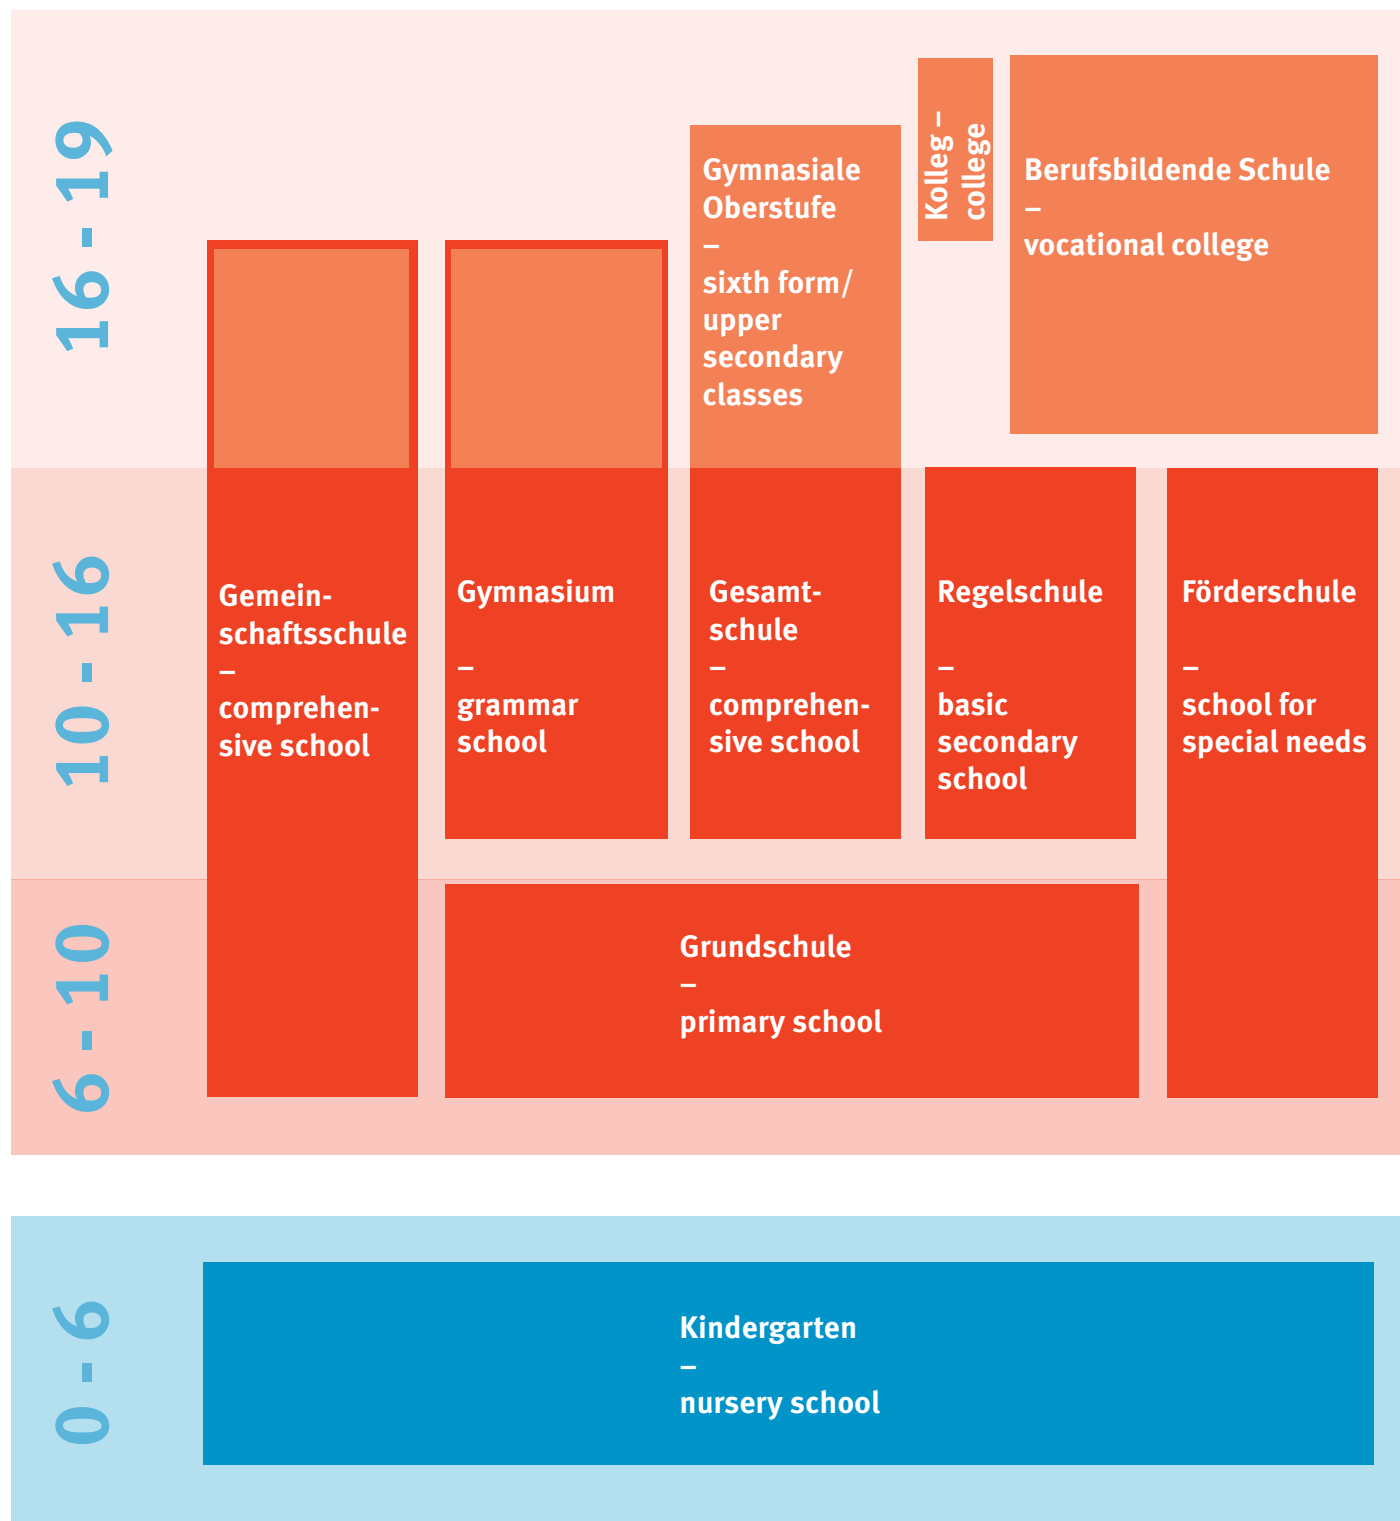 16 - 19
Gymnasiale
Oberstufe
–
sixth form/
upper
secondary
classes
Kolleg –
college
Berufsbildende Schule
–
vocational college
10 - 16
Gemein-
schaftsschule
–
comprehen-
sive school
Gymnasium
–
grammar
school
Gesamt-
schule
–
comprehen-
sive school
Regelschule
–
basic
secondary
school
Förderschule
–
school for
special needs
6 - 10
Grundschule
–
primary school
0 - 6
Kindergarten
–
nursery school